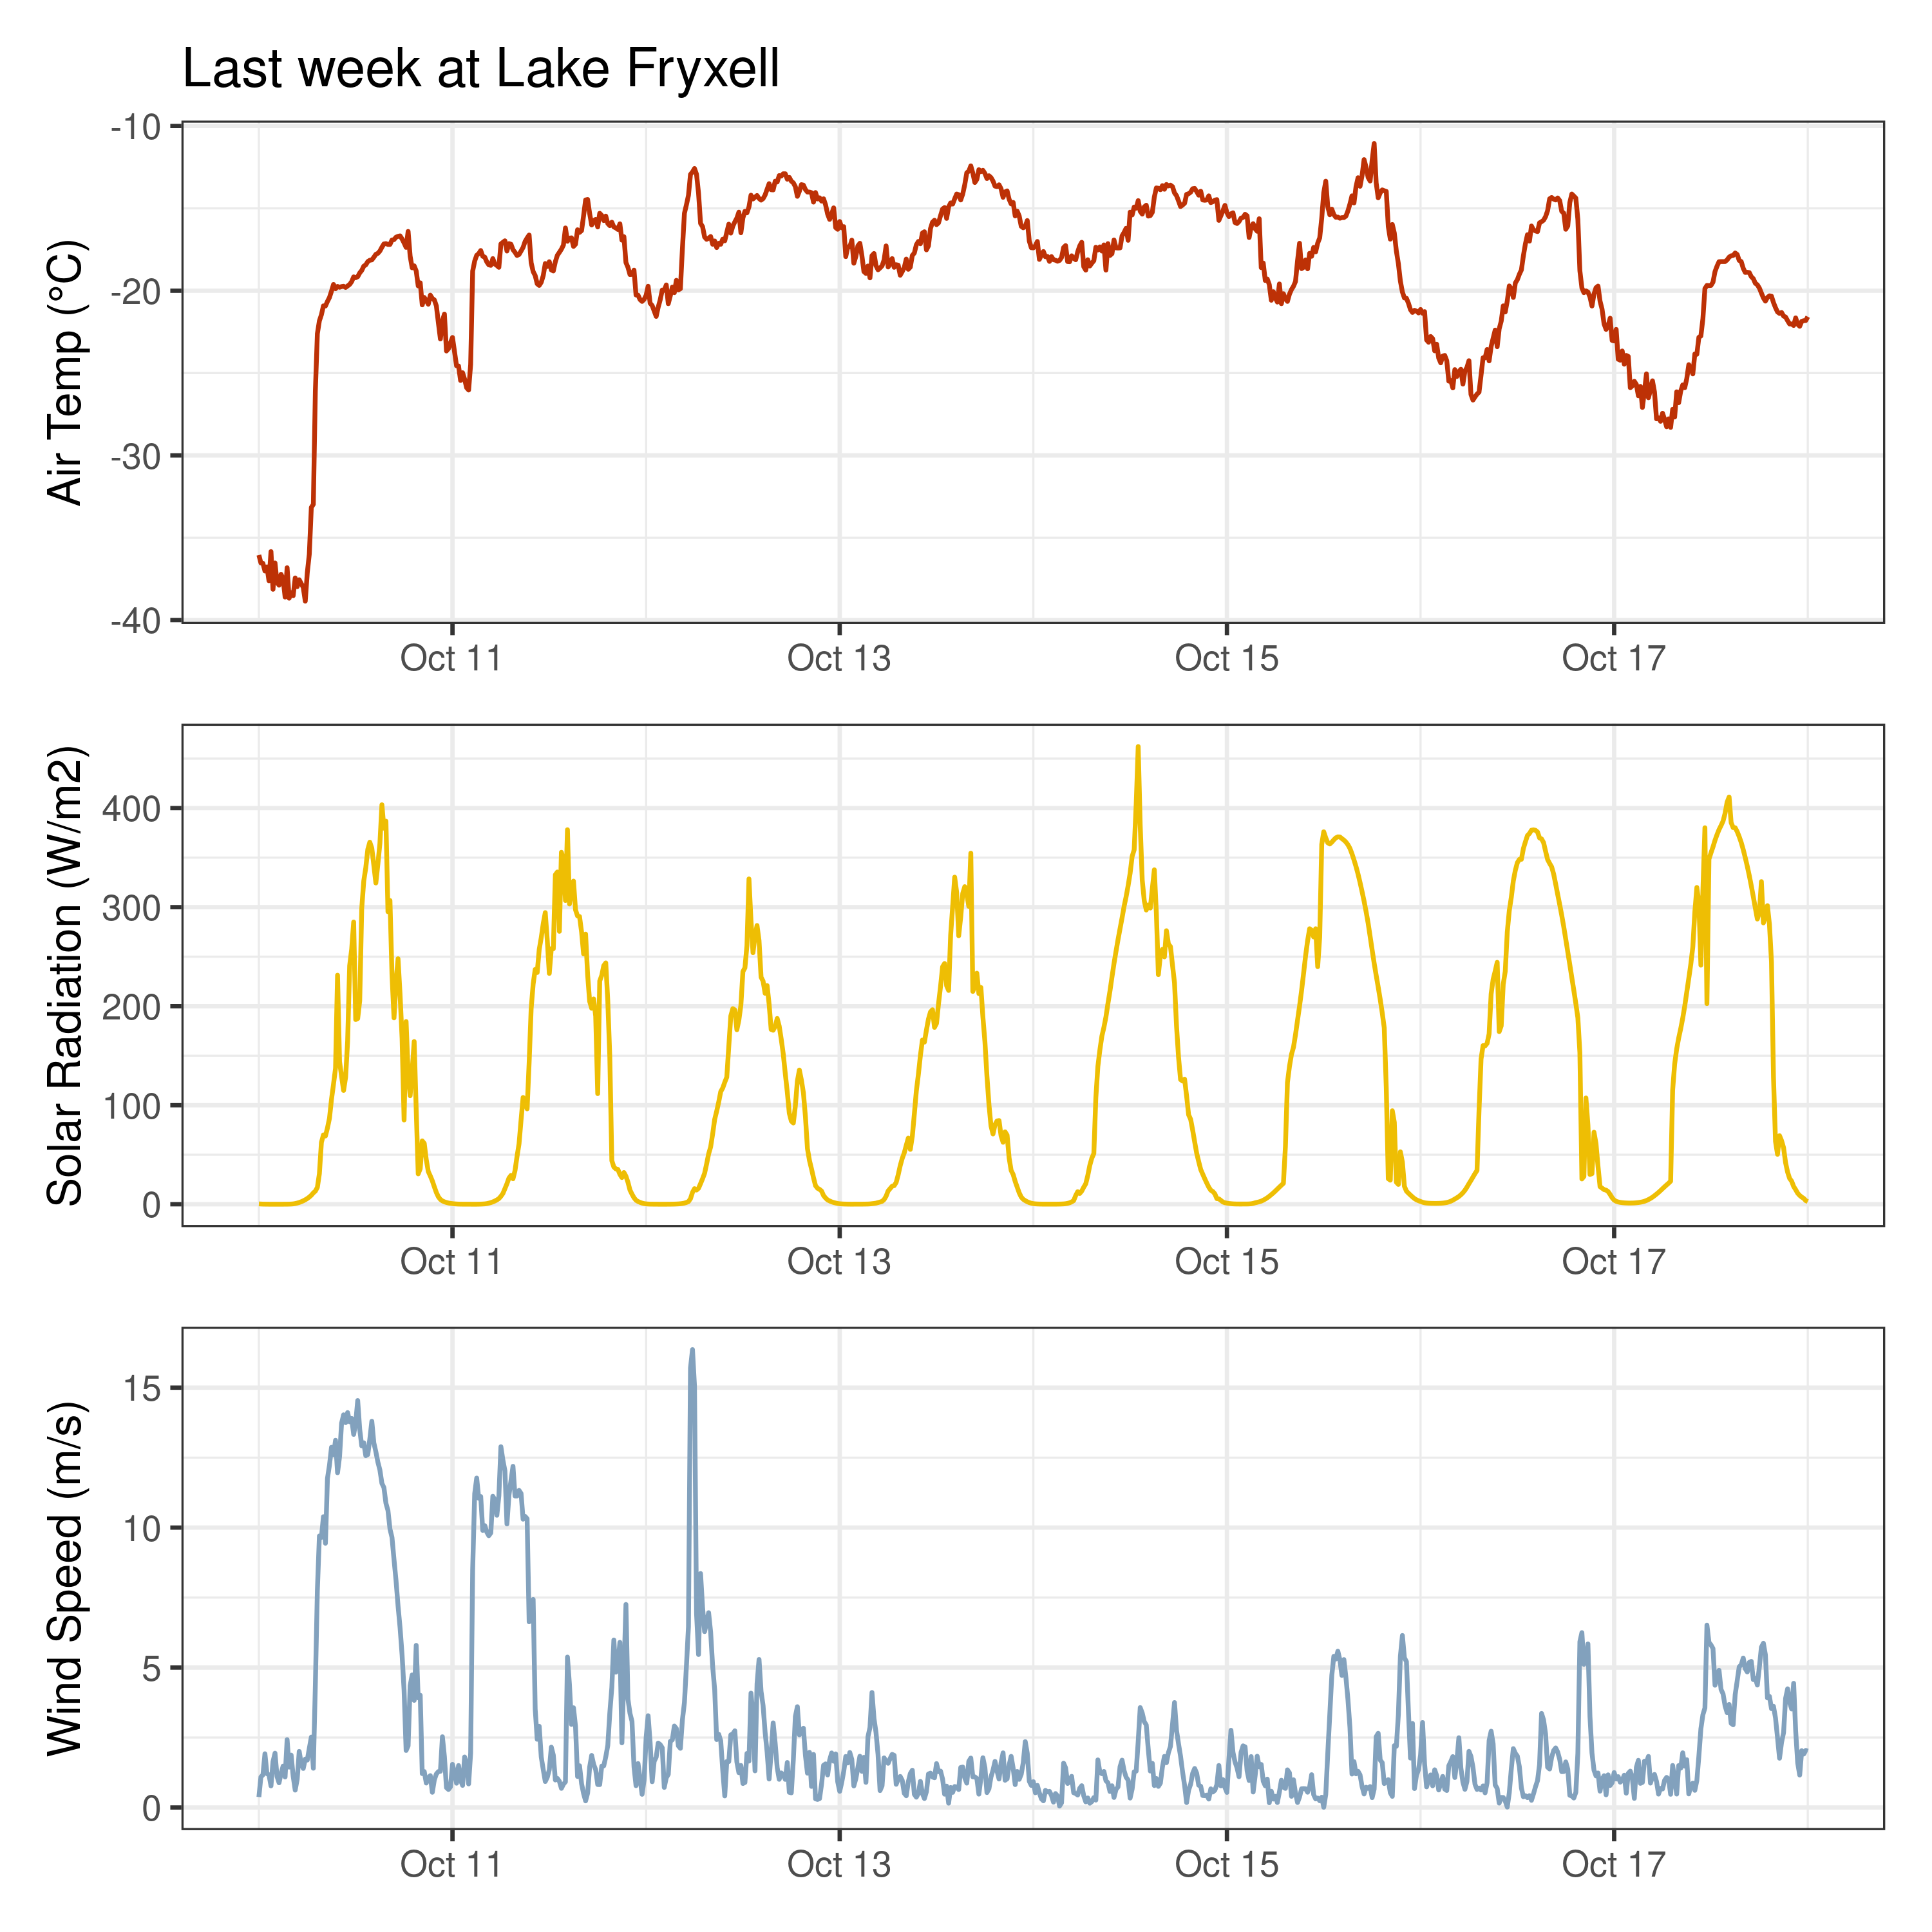 Last week at Lake Fryxell
Air Temp (°C)
-10
-20
-30
-40
Oct 11 Oct 13 Oct 15 Oct 17
Solar Radiation (W/m2)
400
300
200
100
0
Oct 11 Oct 13 Oct 15 Oct 17
Wind Speed (m/s)
15
10
5
0
Oct 11 Oct 13 Oct 15 Oct 17